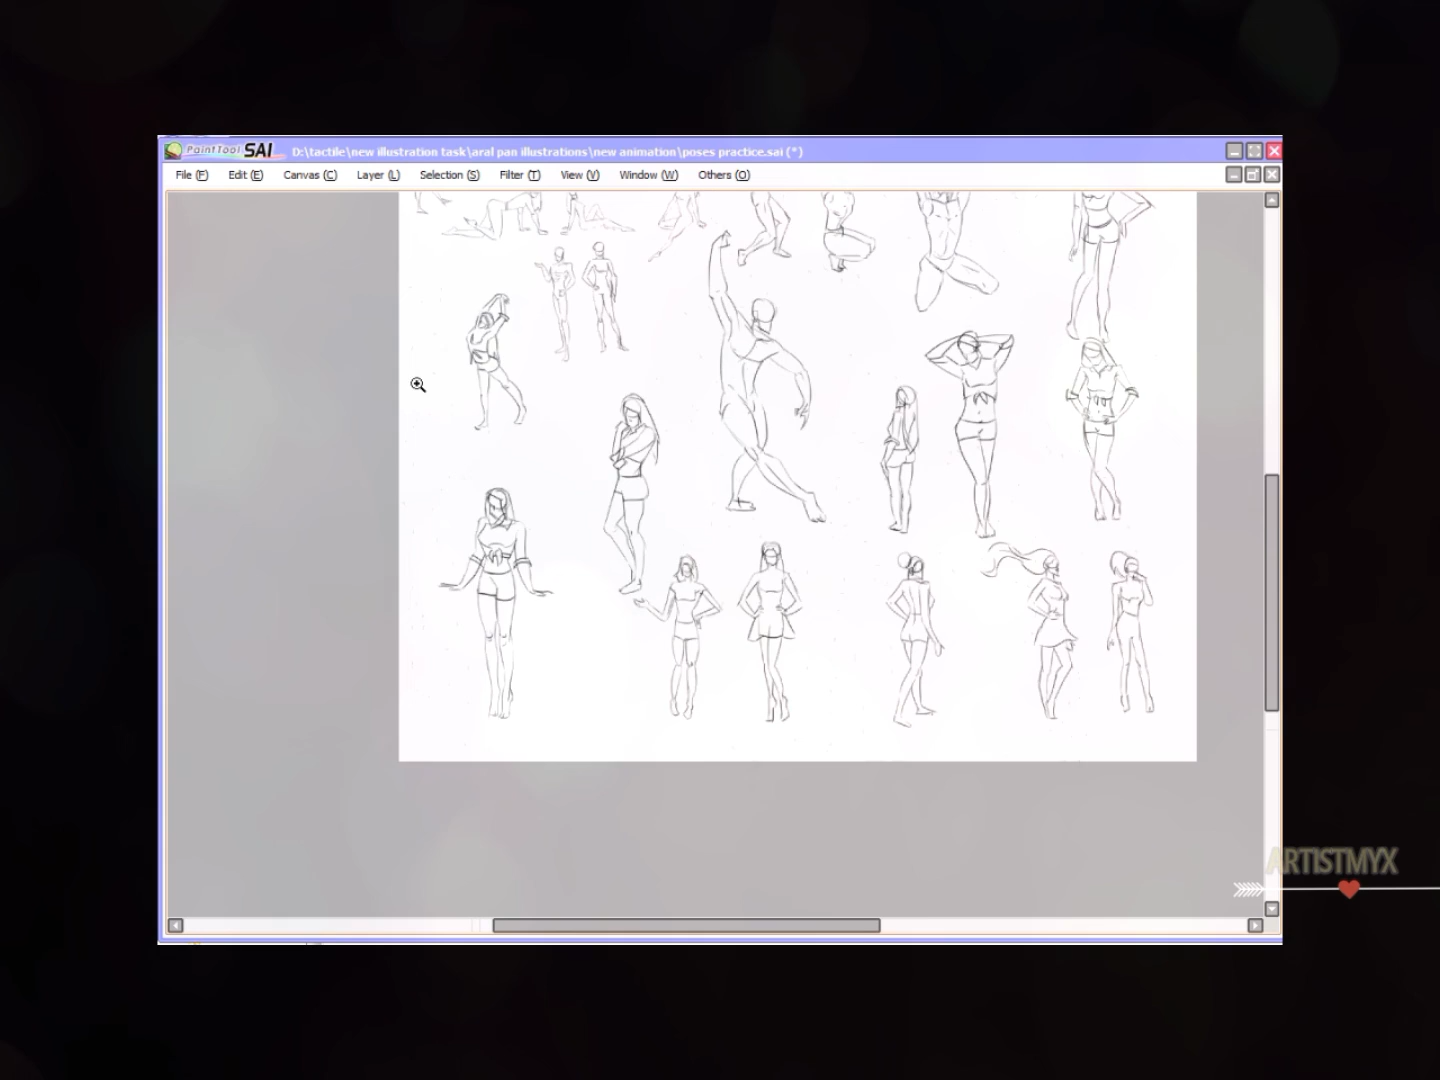 PaintTool SAI D:\tactile\new illustration task\aral pan illustrations\new animation\poses practice.sai (*)
File (F) Edit (E) Canvas (C) Layer (L) Selection (S) Filter (T) View (V) Window (W) Others (O)
ARTISTMYX